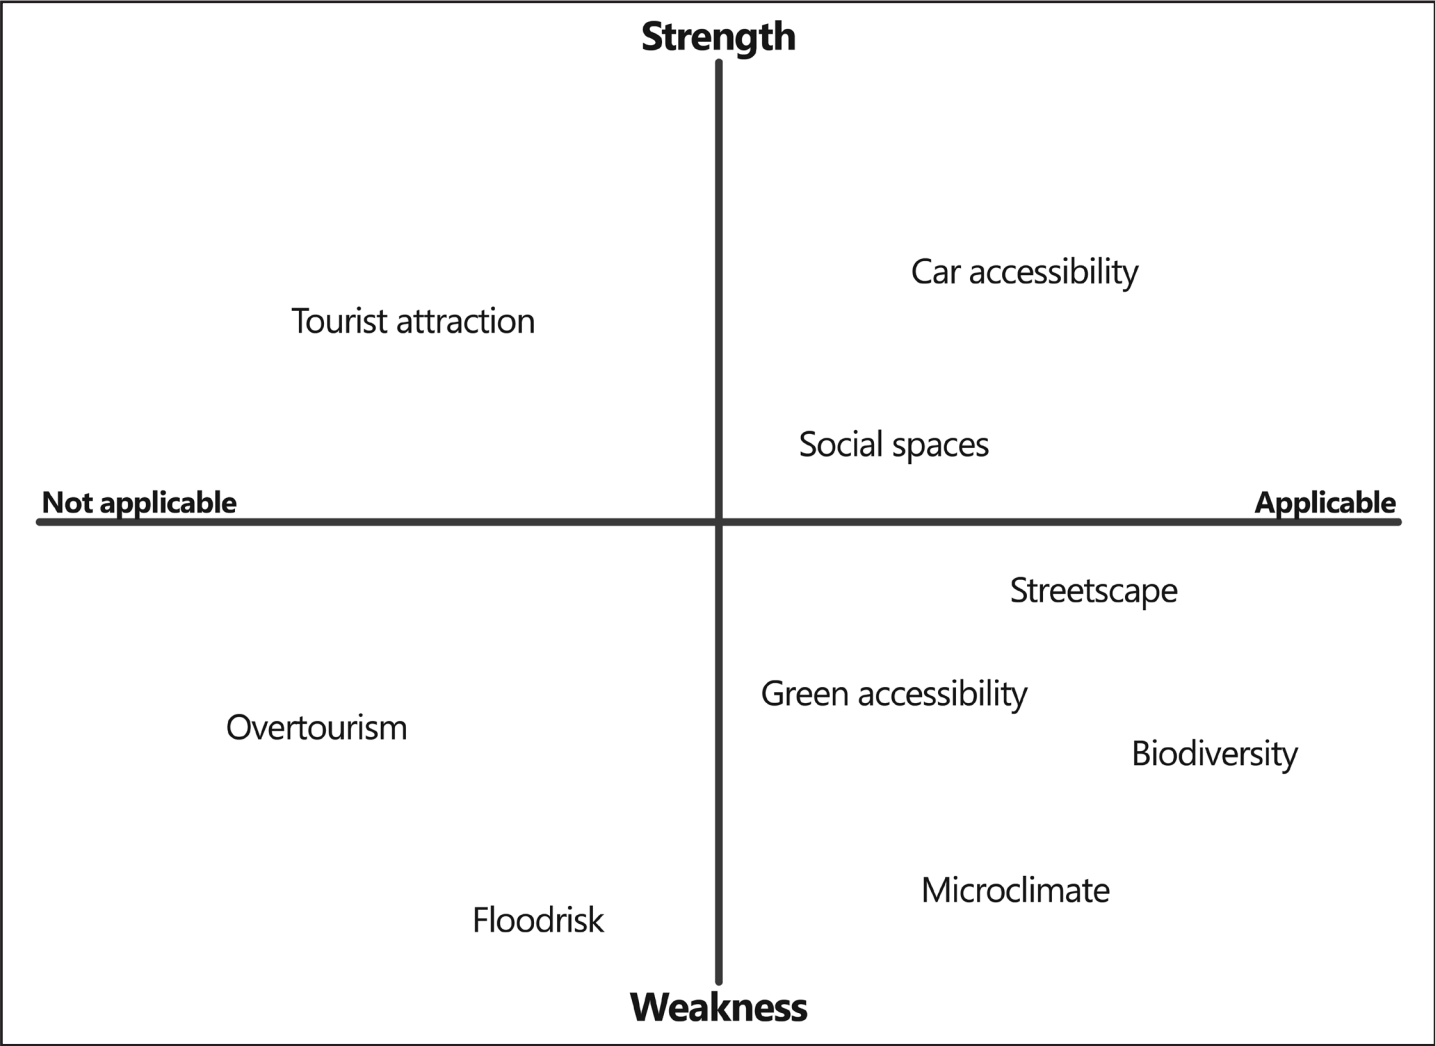 Strength
Car accessibility
Tourist attraction
Social spaces
Not applicable
Applicable
Streetscape
Green accessibility
Overtourism
Biodiversity
Microclimate
Floodrisk
Weakness